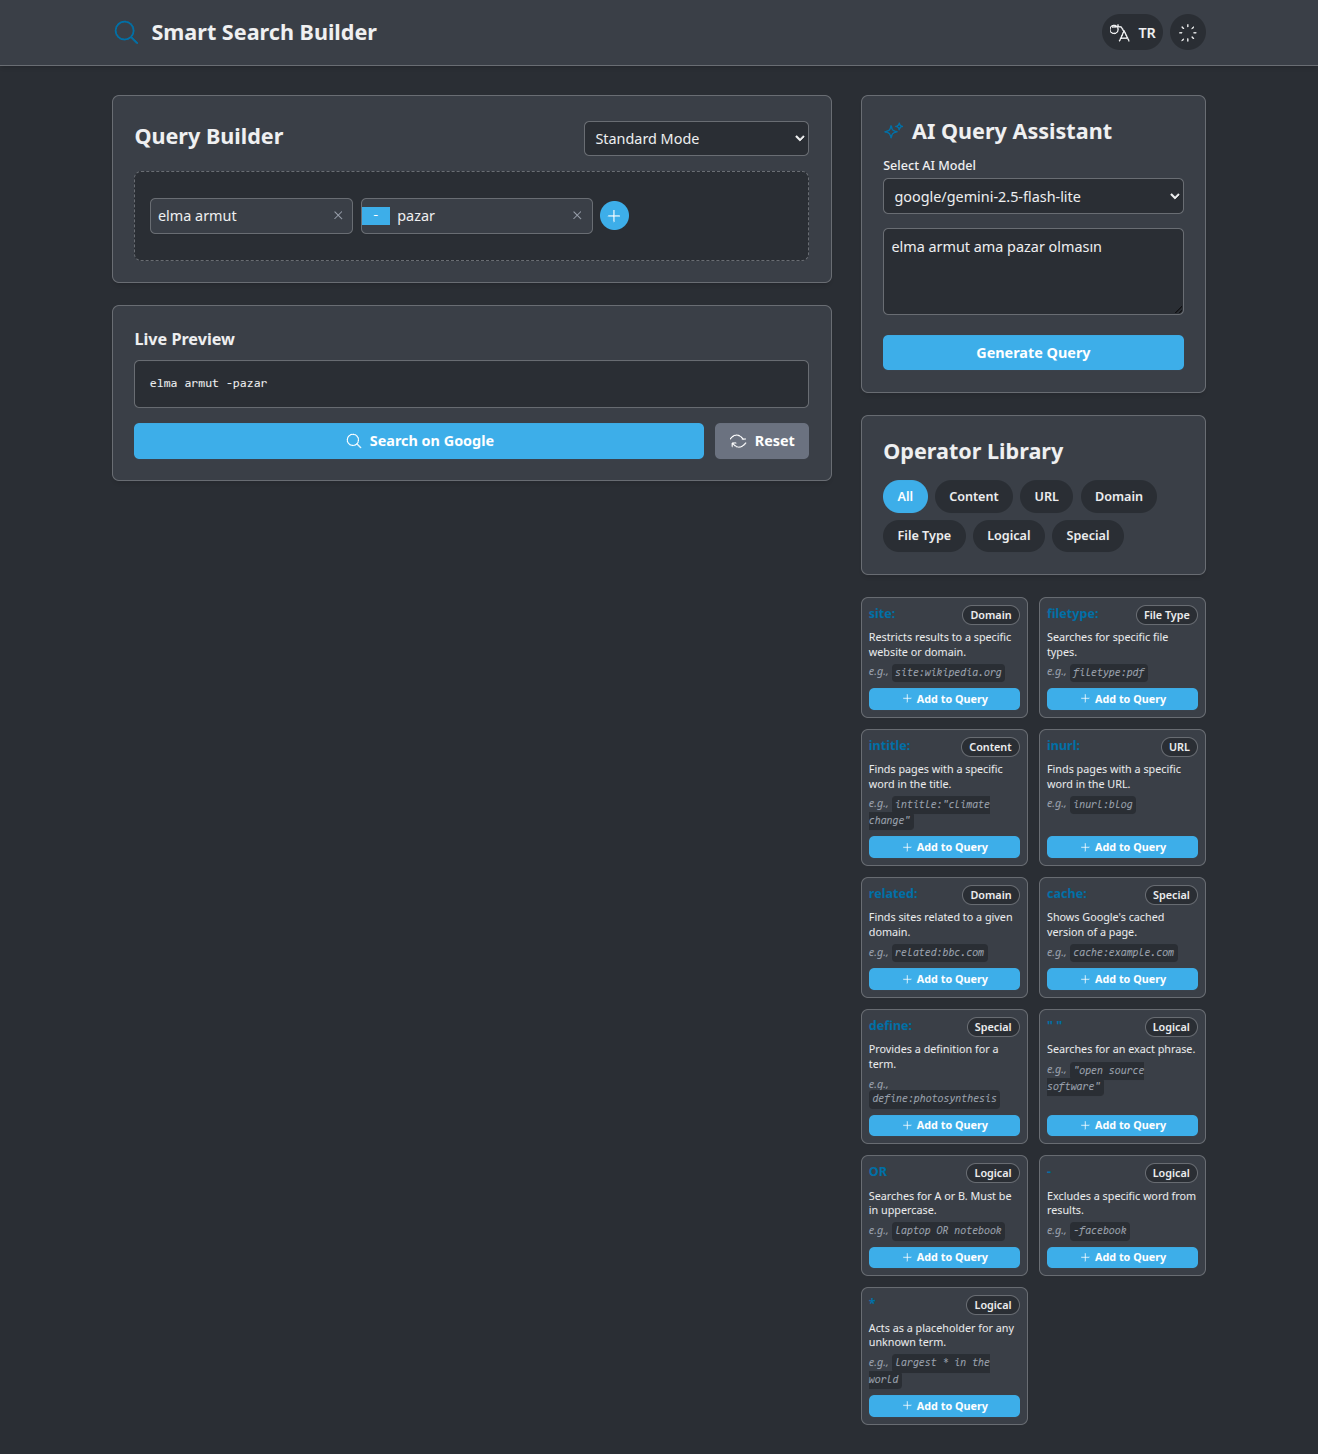 Smart Search Builder
TR
Query Builder
Standard Mode
elma armut
-
pazar
Live Preview
elma armut -pazar
Search on Google
Reset
AI Query Assistant
Select AI Model
google/gemini-2.5-flash-lite
elma armut ama pazar olmasın
Generate Query
Operator Library
All
Content
URL
Domain
File Type
Logical
Special
site:
Domain
Restricts results to a specific
website or domain.
e.g., site:wikipedia.org
Add to Query
filetype:
File Type
Searches for specific file
types.
e.g., filetype:pdf
Add to Query
intitle:
Content
Finds pages with a specific
word in the title.
e.g., intitle:"climate
change"
Add to Query
inurl:
URL
Finds pages with a specific
word in the URL.
e.g., inurl:blog
Add to Query
related:
Domain
Finds sites related to a given
domain.
e.g., related:bbc.com
Add to Query
cache:
Special
Shows Google's cached
version of a page.
e.g., cache:example.com
Add to Query
define:
Special
Provides a definition for a
term.
e.g.,
define:photosynthesis
Add to Query
" "
Logical
Searches for an exact phrase.
e.g., "open source
software"
Add to Query
OR
Logical
Searches for A or B. Must be
in uppercase.
e.g., laptop OR notebook
Add to Query
-
Logical
Excludes a specific word from
results.
e.g., -facebook
Add to Query
*
Logical
Acts as a placeholder for any
unknown term.
e.g., largest * in the
world
Add to Query